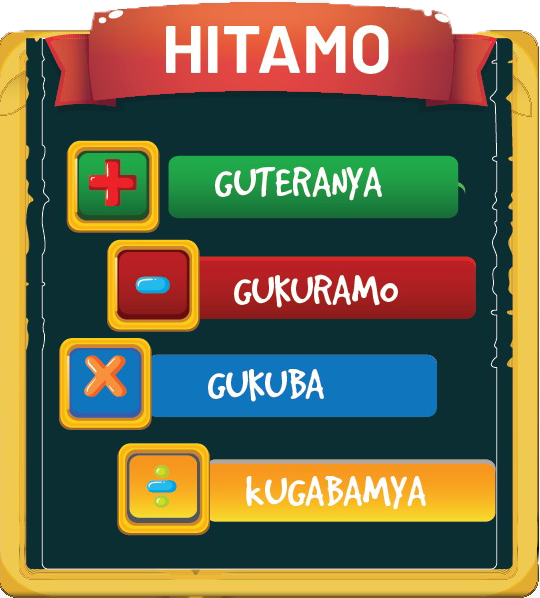 HITAMO
+ GUTERANYA
- GUKURAMO
× GUKUBA
÷ KUGABAMYA